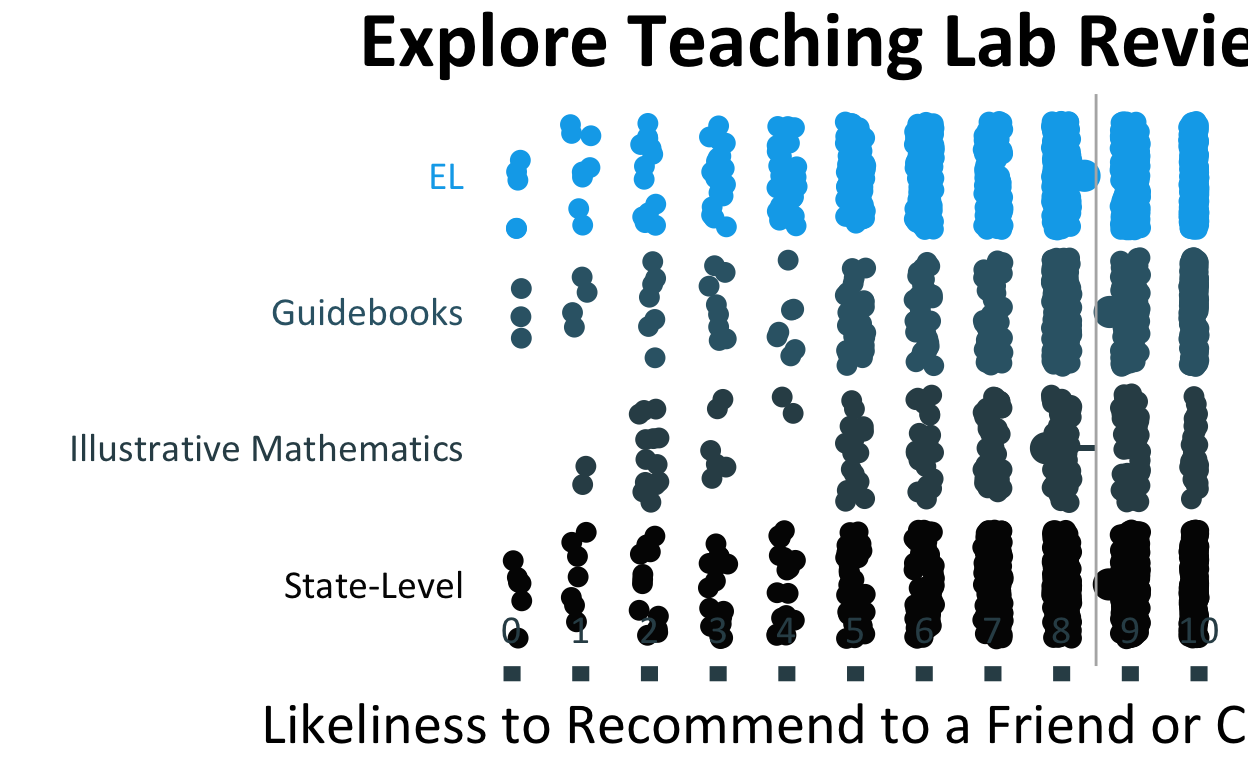 Explore Teaching Lab Revie
EL
Guidebooks
Illustrative Mathematics
State-Level
0 1 2 3 4 5 6 7 8 9 10
Likeliness to Recommend to a Friend or C